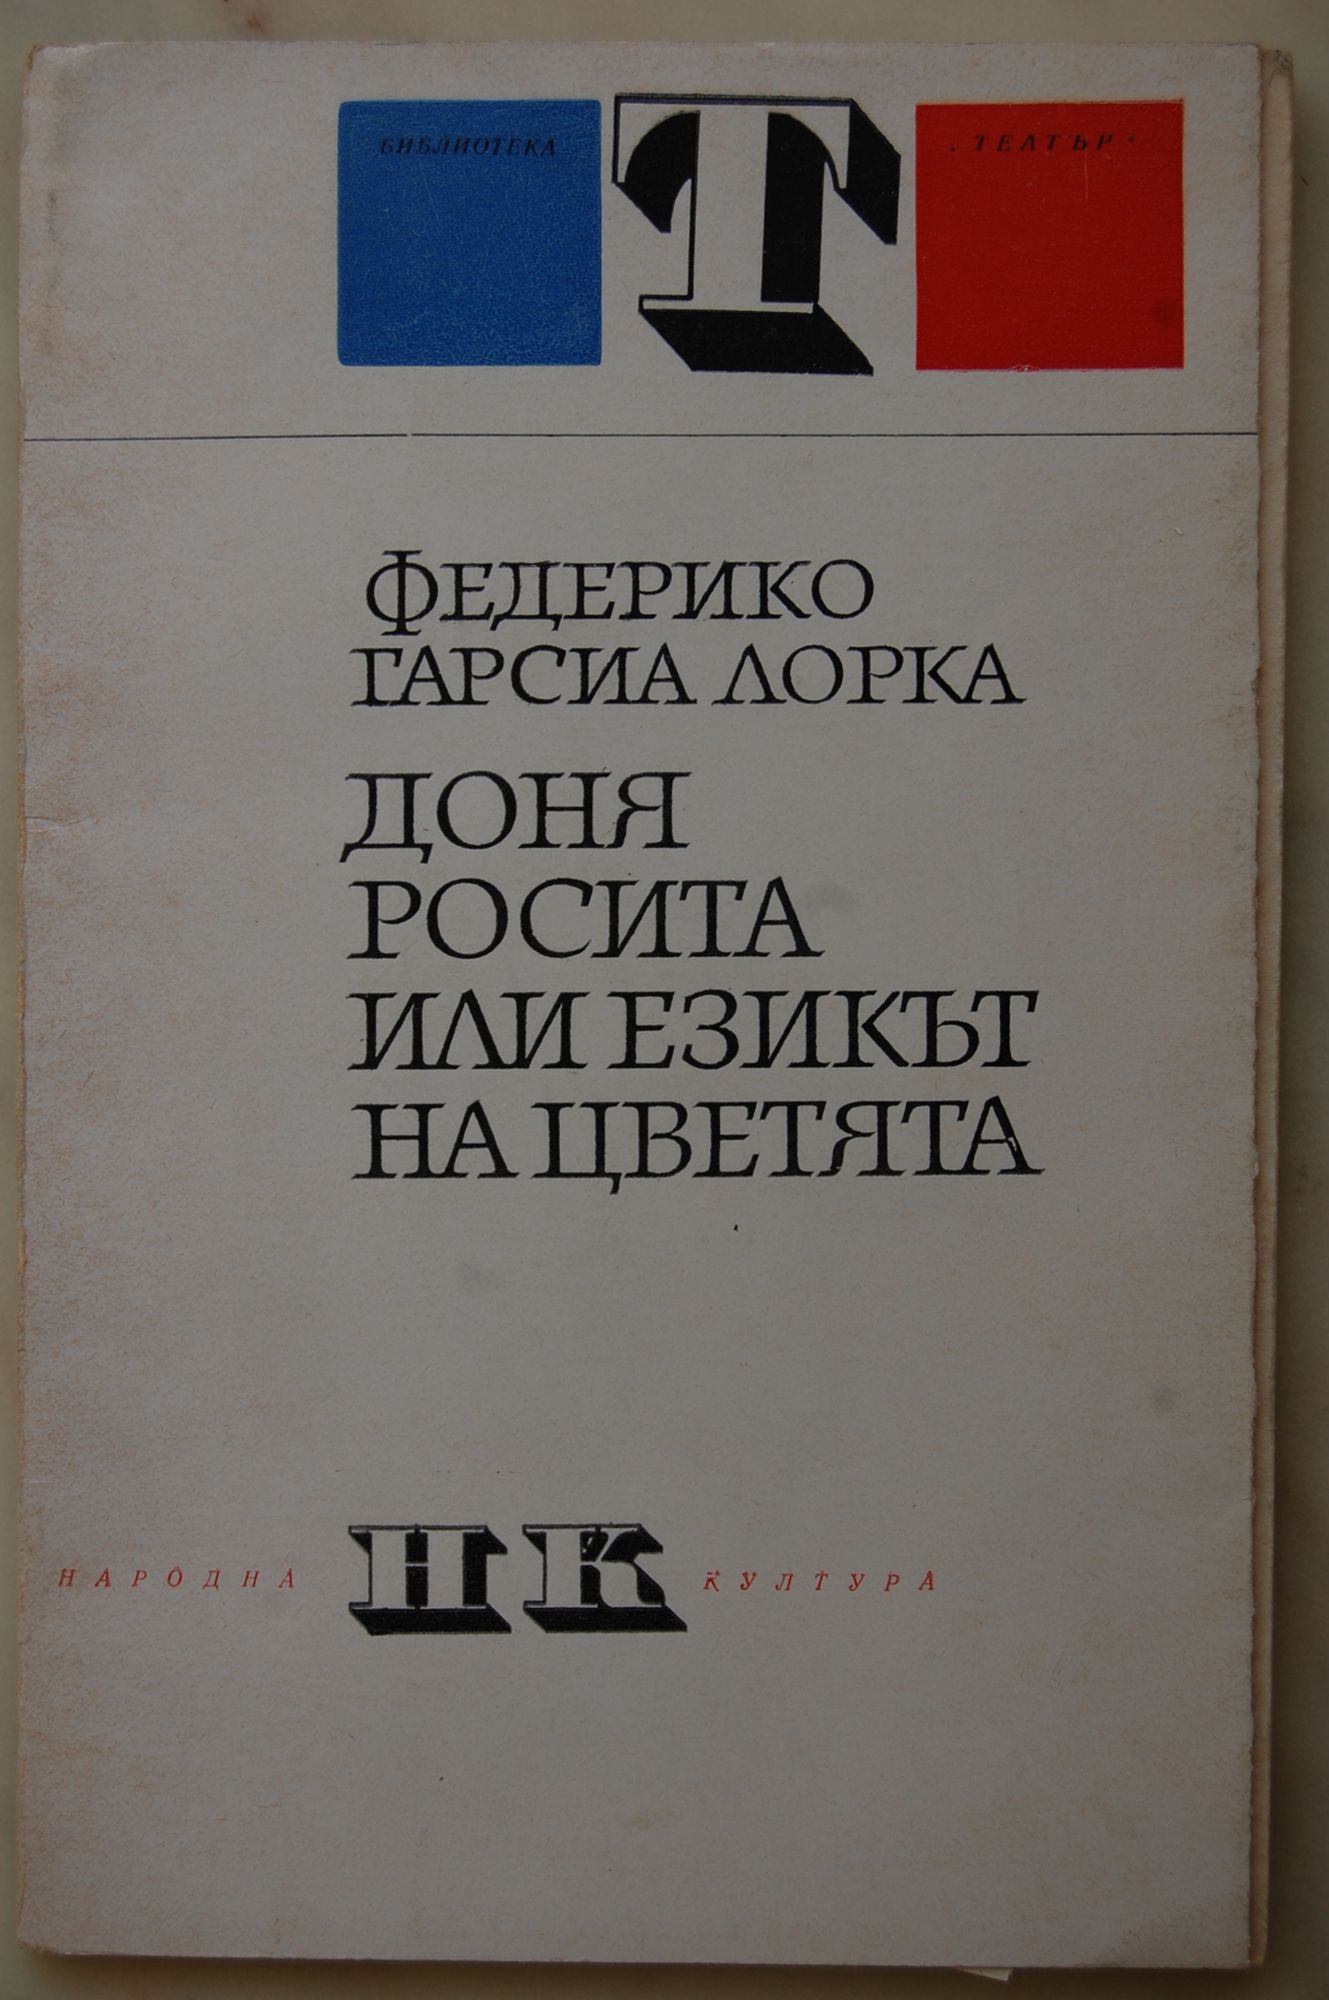 БИБЛИОТЕКА Т „ТЕАТЪР“
ФЕДЕРИКО
ГАРСИА ЛОРКА
ДОНЯ
РОСИТА
ИЛИ ЕЗИКЪТ
НА ЦВЕТЯТА
НАРОДНА НК КУЛТУРА